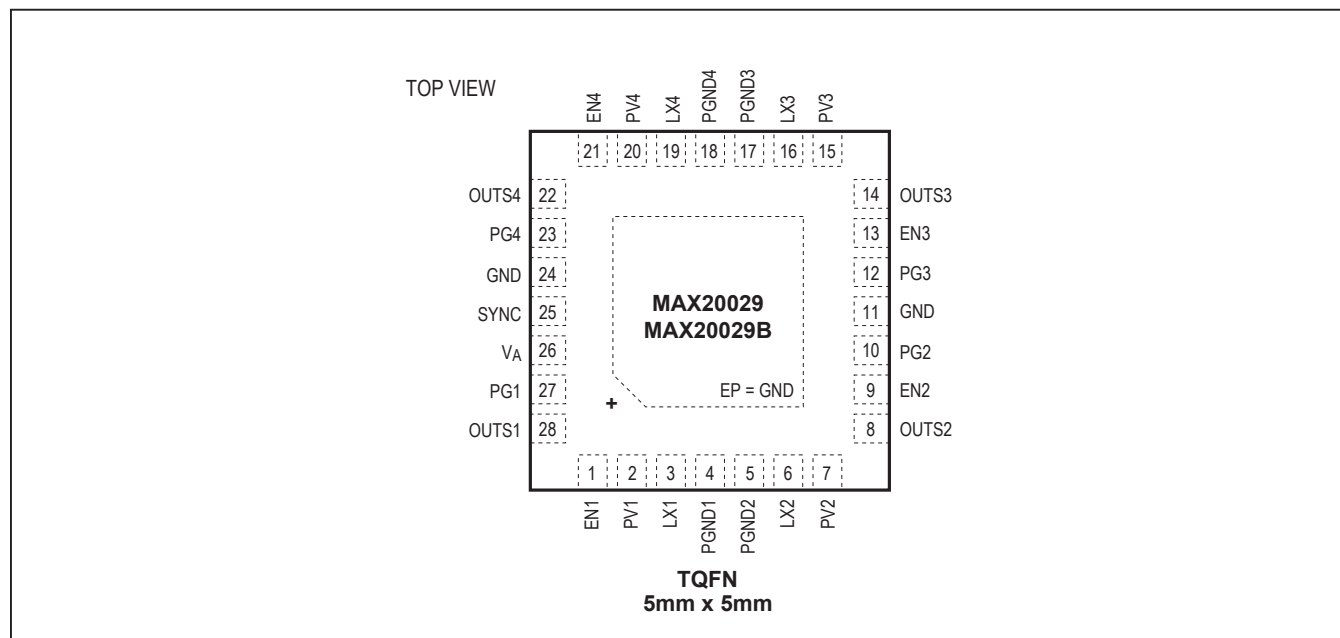 TOP VIEW
EN4 PV4 LX4 PGND4 PGND3 LX3 PV3
21 20 19 18 17 16 15
OUTS4 22 14 OUTS3
PG4 23 13 EN3
GND 24 12 PG3
MAX20029
SYNC 25 11 GND
MAX20029B
VA 26 10 PG2
PG1 27 EP = GND 9 EN2
+
OUTS1 28 8 OUTS2
1 2 3 4 5 6 7
EN1 PV1 LX1 PGND1 PGND2 LX2 PV2
TQFN
5mm x 5mm